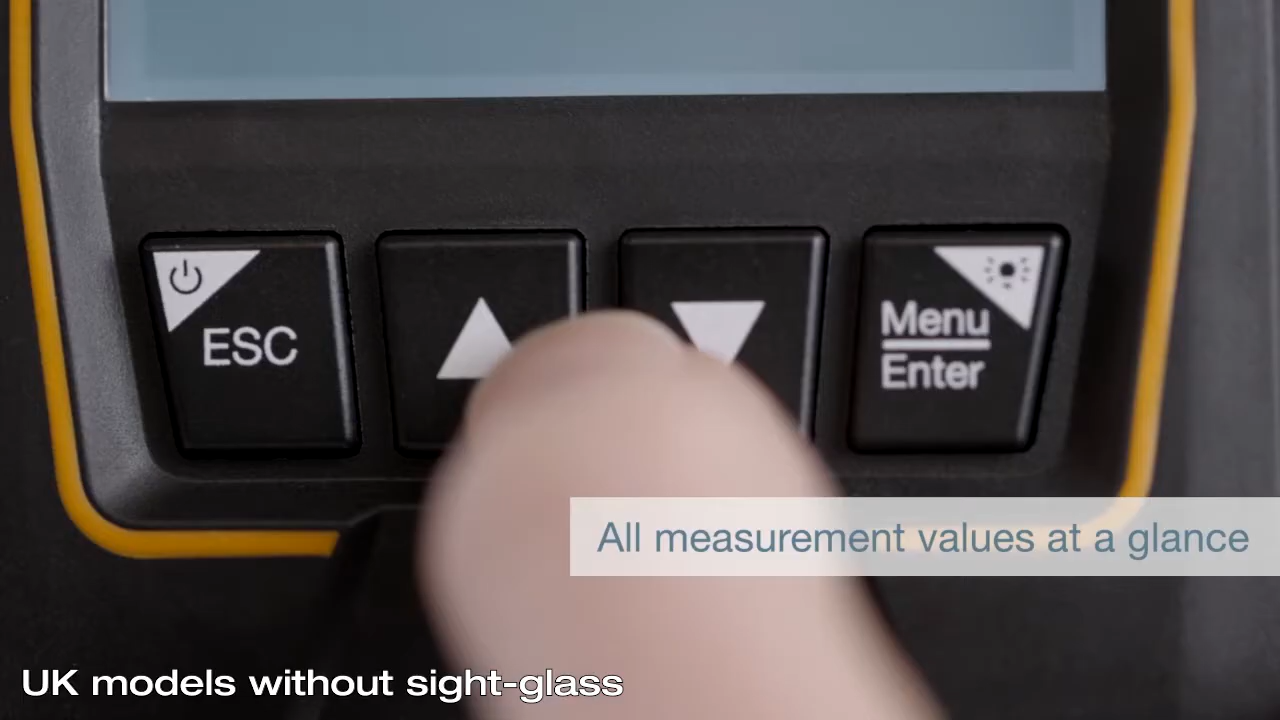 ESC
Menu
Enter
All measurement values at a glance
UK models without sight-glass